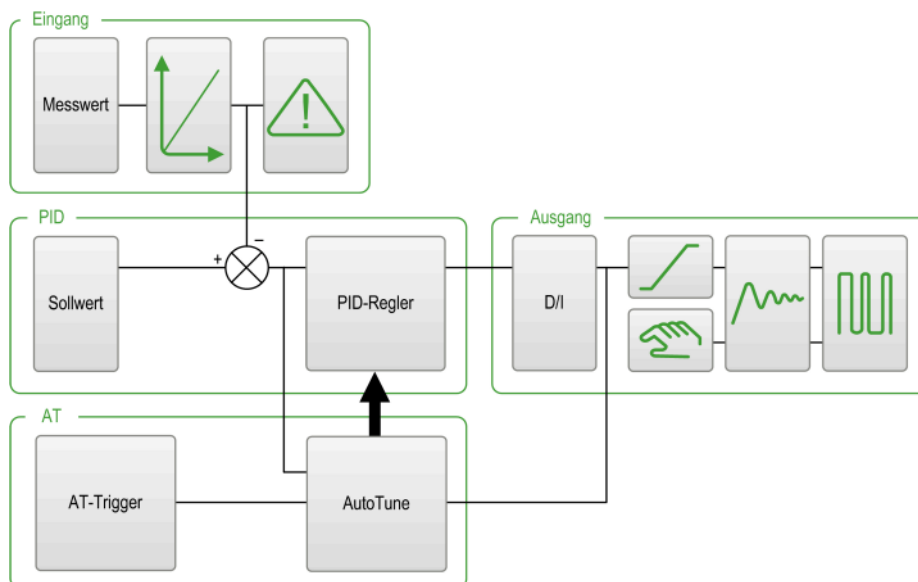 Eingang
Messwert
!
PID
Ausgang
−
+
Sollwert
PID-Regler
D/I
AT
AT-Trigger
AutoTune